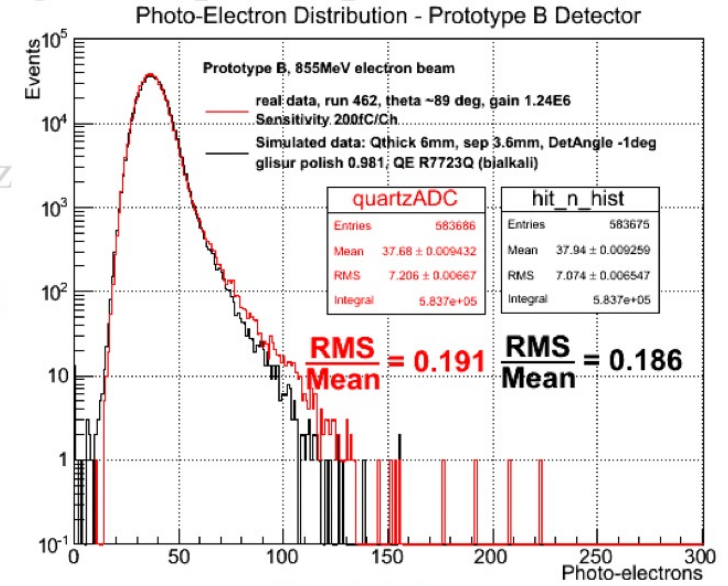 Photo-Electron Distribution - Prototype B Detector
Events
10^5
10^4
10^3
10^2
10
1
10^-1
Prototype B, 855MeV electron beam
real data, run 462, theta ~89 deg, gain 1.24E6
Sensitivity 200fC/Ch
Simulated data: Qthick 6mm, sep 3.6mm, DetAngle -1deg
glisur polish 0.981, QE R7723Q (bialkali)
quartzADC
Entries 583686
Mean 37.68 ± 0.009432
RMS 7.206 ± 0.00667
Integral 5.837e+05
hit_n_hist
Entries 583675
Mean 37.94 ± 0.009259
RMS 7.074 ± 0.006547
Integral 5.837e+05
RMS/Mean = 0.191
RMS/Mean = 0.186
0 50 100 150 200 250 300
Photo-electrons
z